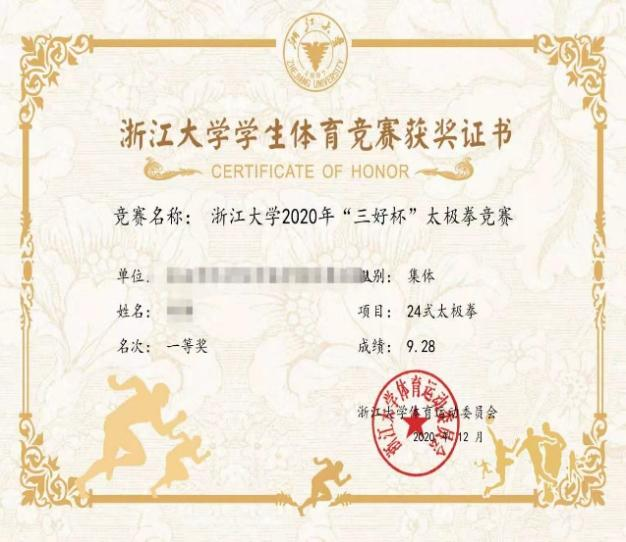 浙江大学
ZHEJIANG UNIVERSITY
浙江大学学生体育竞赛获奖证书
CERTIFICATE OF HONOR
竞赛名称： 浙江大学2020年“三好杯”太极拳竞赛
单位 别： 集体
姓名： 项目： 24式太极拳
名次： 一等奖 成绩： 9.28
浙江大学体育运动委员会
浙江大学体育运动委员会
2020 年 12 月